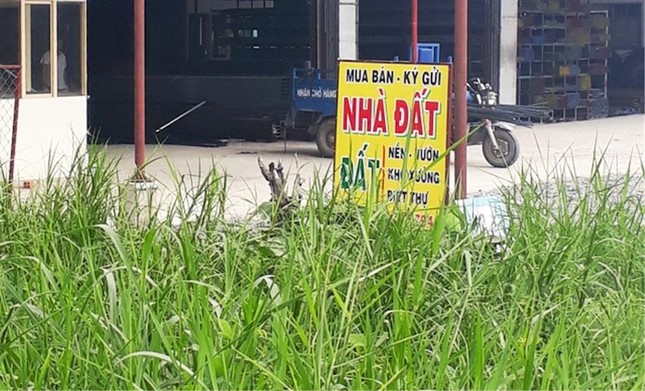 MUA BÁN - KÝ GỬI
NHÀ ĐẤT
ĐẤT
NỀN - VƯỜN
KHO XƯỞNG
BIỆT THỰ
NHẬN CHỞ HÀNG